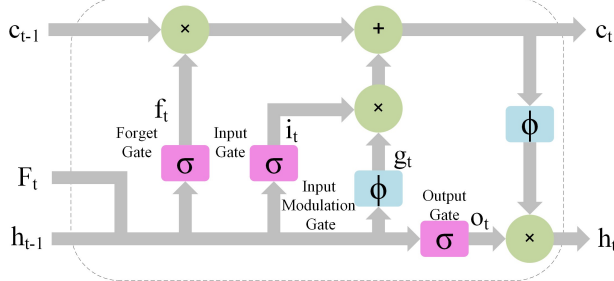 c_{t-1}
×
+
c_t
f_t
Forget
Gate
σ
Input
Gate
i_t
σ
×
g_t
ϕ
Input
Modulation
Gate
ϕ
F_t
Output
Gate
o_t
σ
×
h_{t-1}
h_t